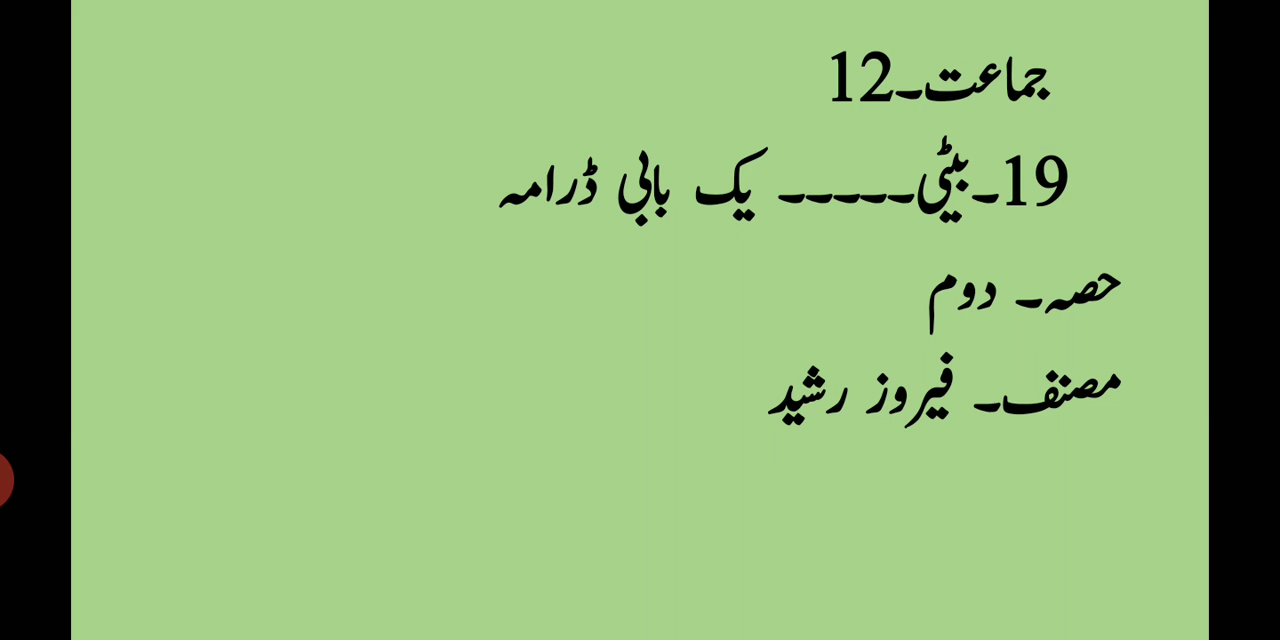 جماعت۔12
19۔بیٹی۔۔۔۔۔ یک بابی ڈرامہ
حصہ۔ دوم
مصنف۔ فیروز رشید